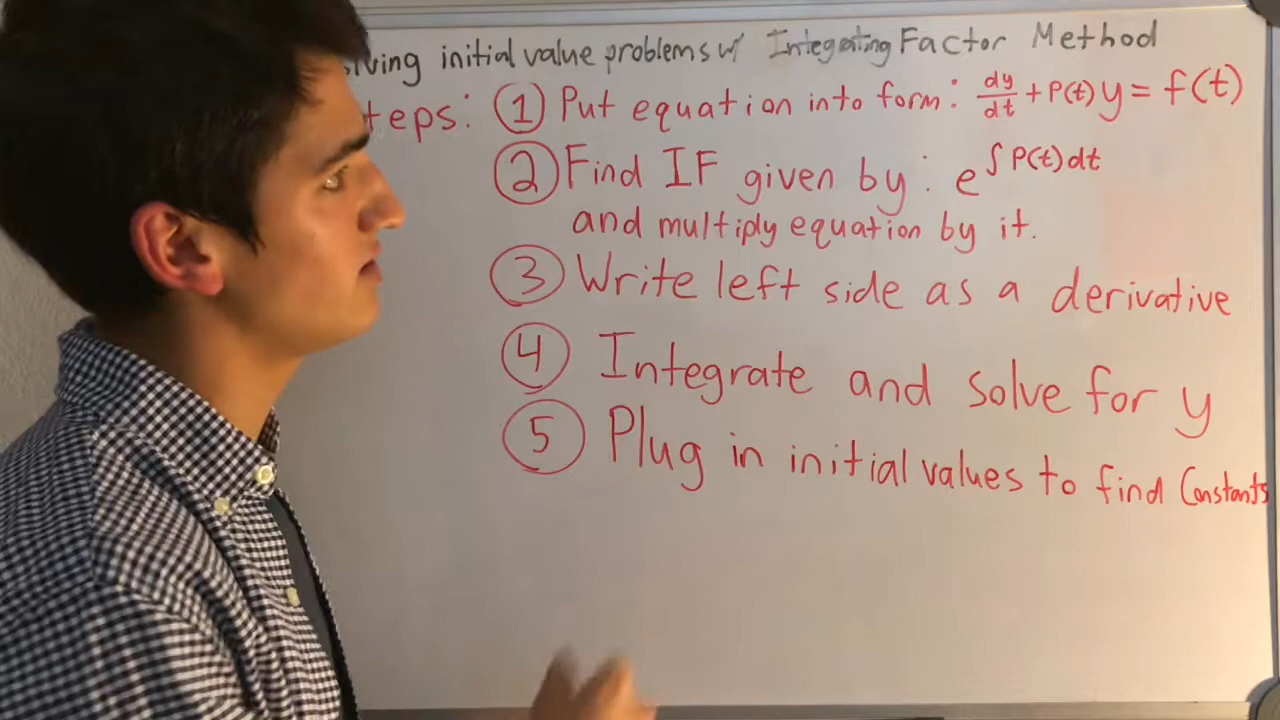 initial value problems w/ Integrating Factor Method
① Put equation into form: dy/dt + P(t) y = f(t)
② Find IF given by: e^∫P(t)dt
and multiply equation by it.
③ Write left side as a derivative
④ Integrate and solve for y
⑤ Plug in initial values to find Constants